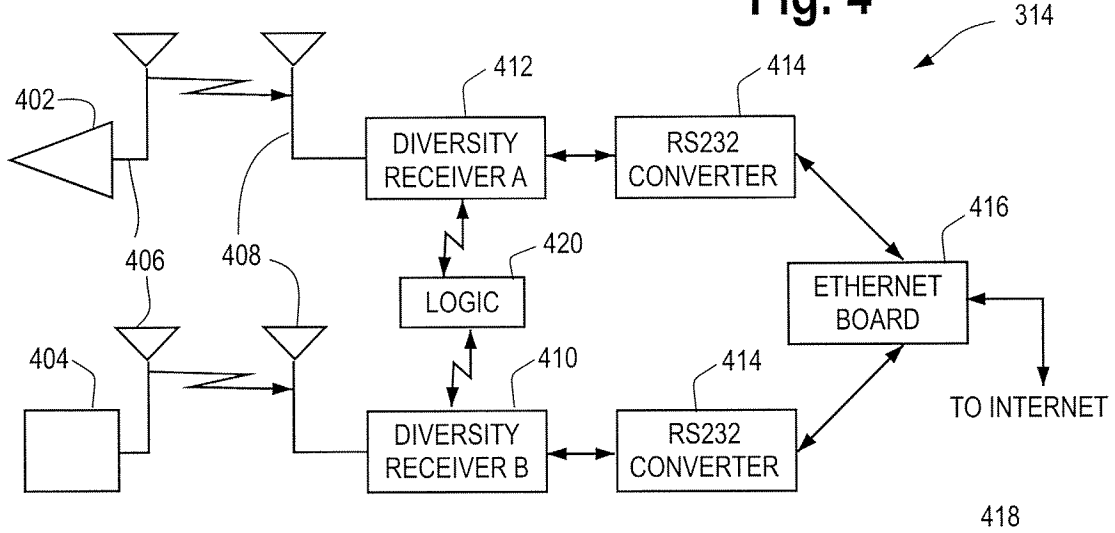 Fig. 4
314
402
412
414
DIVERSITY
RECEIVER A
RS232
CONVERTER
406
408
420
416
LOGIC
ETHERNET
BOARD
404
410
414
TO INTERNET
DIVERSITY
RECEIVER B
RS232
CONVERTER
418